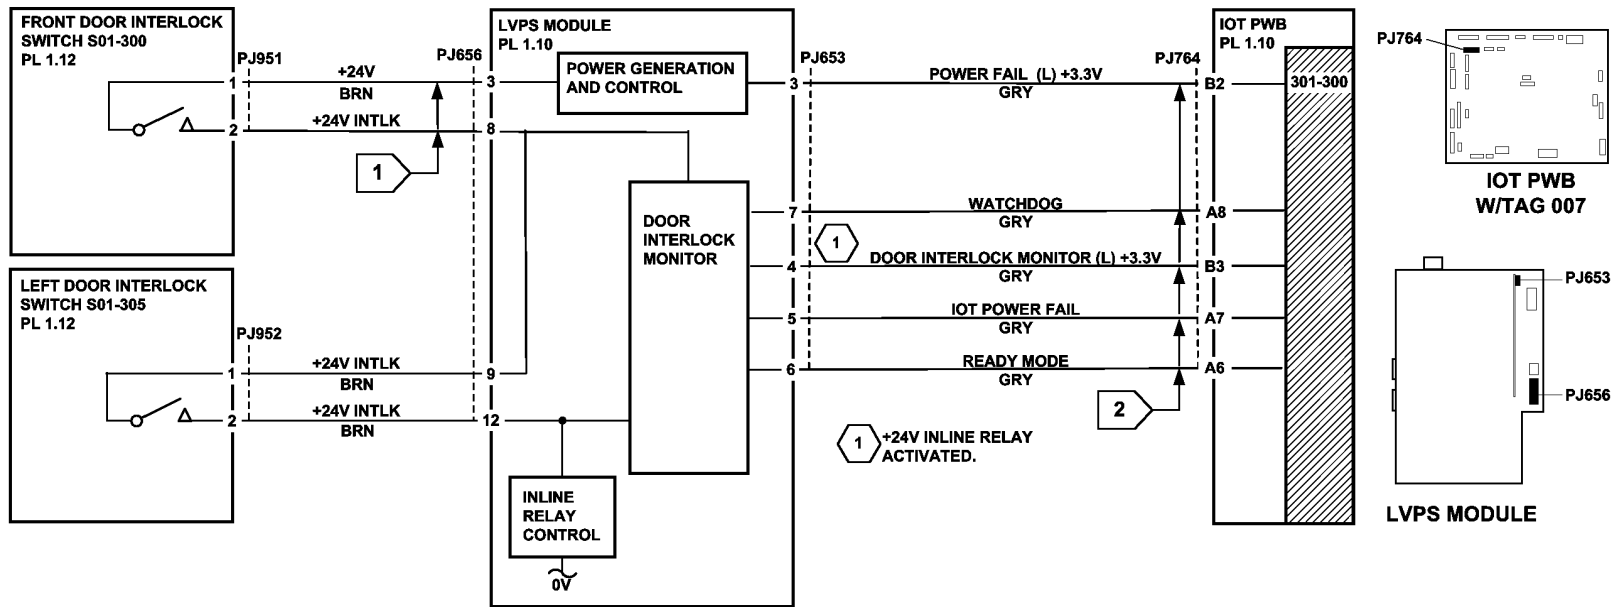 FRONT DOOR INTERLOCK
SWITCH S01-300
PL 1.12
PJ951
PJ656
1
+24V
BRN
3
2
+24V INTLK
8
1
LEFT DOOR INTERLOCK
SWITCH S01-305
PL 1.12
PJ952
1
+24V INTLK
BRN
9
2
+24V INTLK
BRN
12
LVPS MODULE
PL 1.10
POWER GENERATION
AND CONTROL
DOOR
INTERLOCK
MONITOR
INLINE
RELAY
CONTROL
0V
PJ653
PJ764
3
POWER FAIL (L) +3.3V
GRY
B2
7
WATCHDOG
GRY
A8
1
4
DOOR INTERLOCK MONITOR (L) +3.3V
GRY
B3
5
IOT POWER FAIL
GRY
A7
6
READY MODE
GRY
A6
2
1
+24V INLINE RELAY
ACTIVATED.
IOT PWB
PL 1.10
301-300
PJ764
IOT PWB
W/TAG 007
PJ653
PJ656
LVPS MODULE